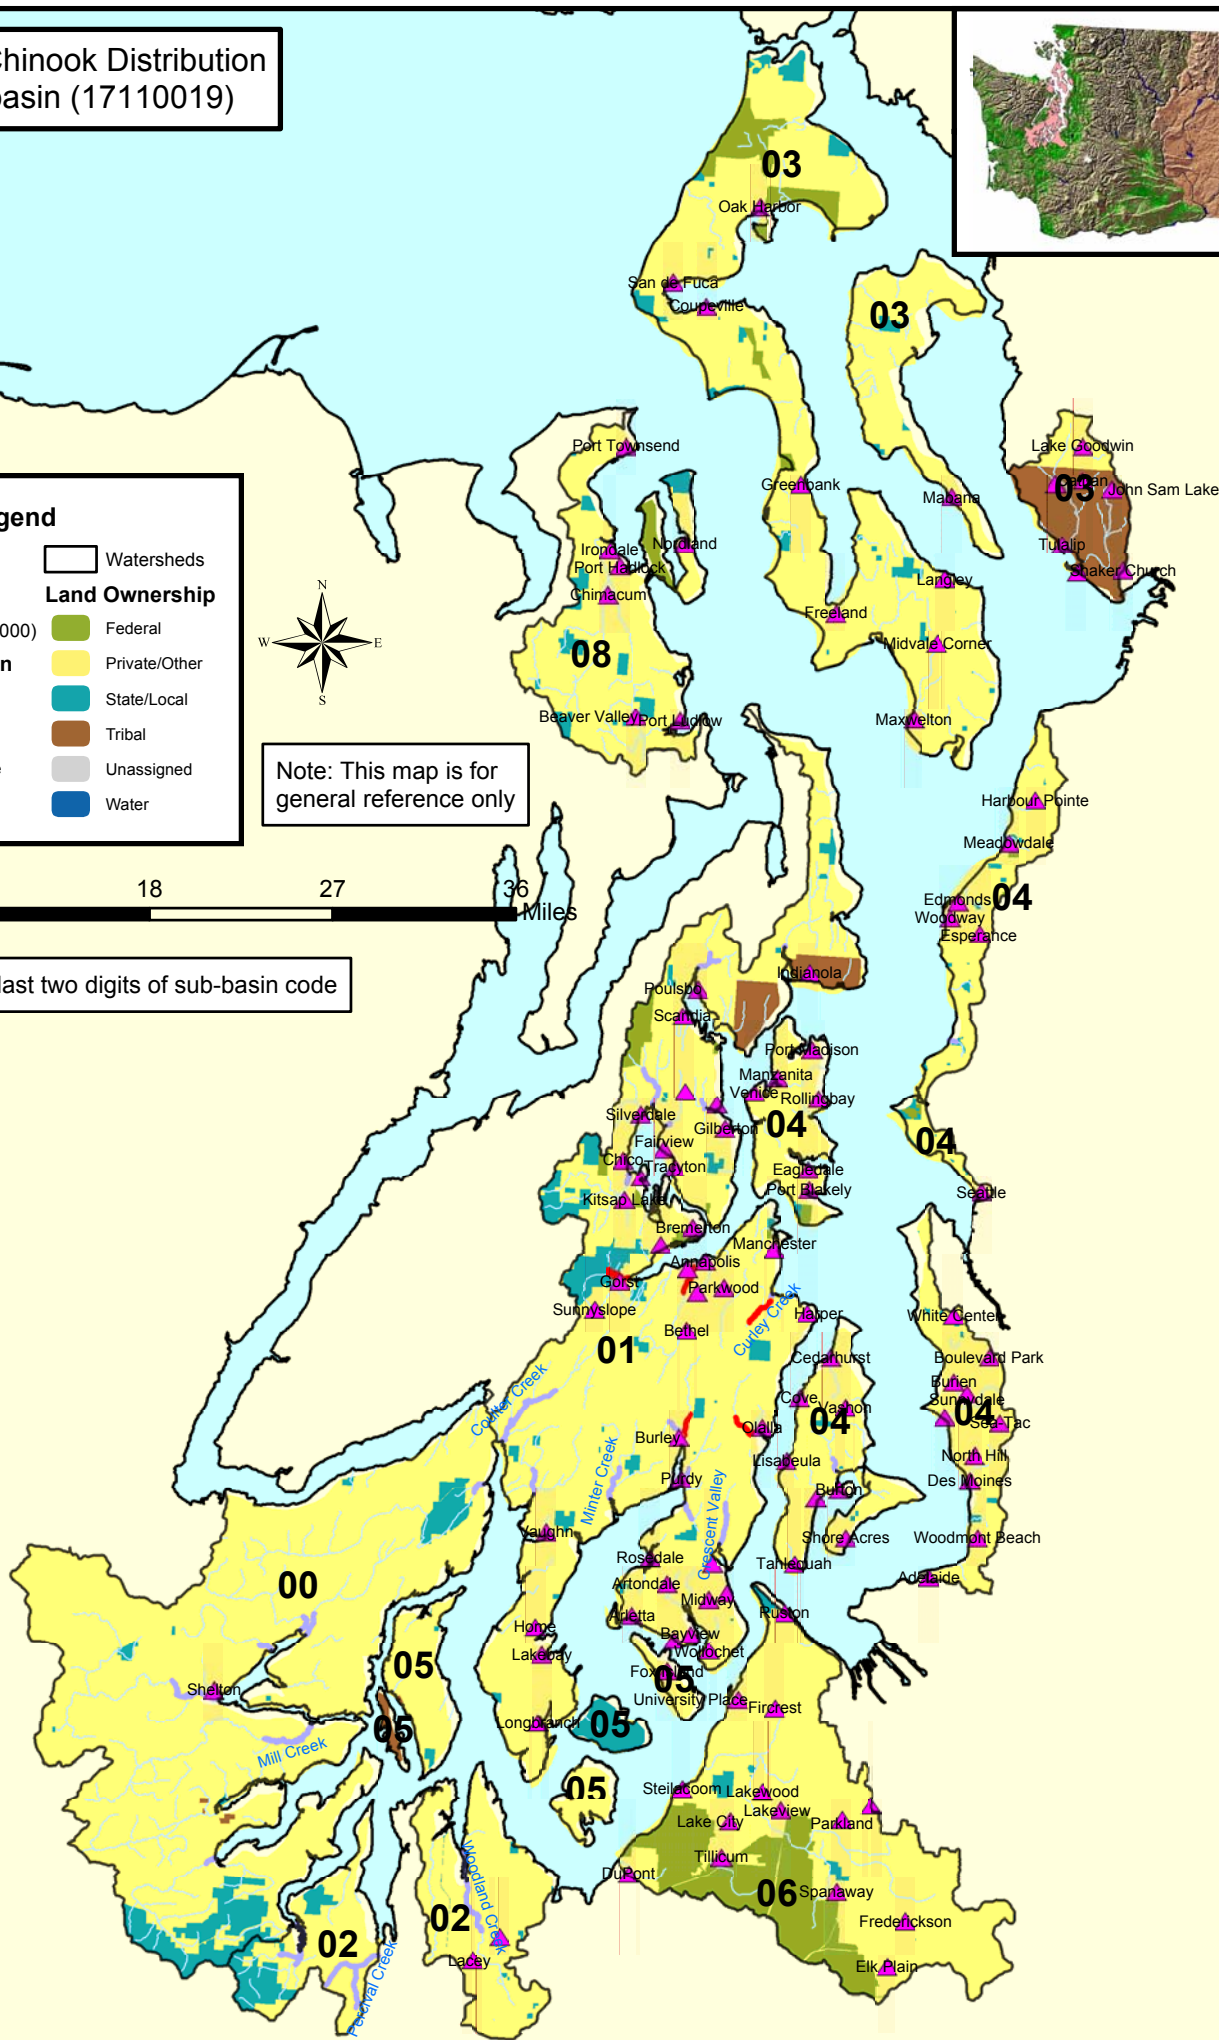 Chinook Distribution
basin (17110019)
03
Oak Harbor
San de Fuca
Coupeville
03
Port Townsend
Lake Goodwin
03
John Sam Lake
Greenbank
Mabana
gend
Watersheds
Land Ownership
000)
Federal
n
Private/Other
State/Local
Tribal
e
Unassigned
Water
N
W
E
S
Irondale
Nordland
Port Hadlock
Chimacum
Tulalip
Shaker Church
Langley
Freeland
08
Midvale Corner
Beaver Valley
Port Ludlow
Maxwelton
Note: This map is for
general reference only
Harbour Pointe
Meadowdale
18
27
36
Miles
Edmonds
04
Woodway
Esperance
last two digits of sub-basin code
Indianola
Poulsbo
Scandia
Port Madison
Manzanita
Venice
Rollingbay
Silverdale
Gilberton
04
Fairview
04
Chico
Tracyton
Eagledale
Kitsap Lake
Port Blakely
Seattle
Bremerton
Manchester
Annapolis
Gorst
Parkwood
Sunnyslope
Curley Creek
Harper
White Center
Bethel
01
Cedarhurst
Boulevard Park
Burien
Coulter Creek
Cove
Vashon
Sunnydale
04
04
Sea-Tac
Burley
Olalla
Lisabeula
North Hill
Purdy
Minter Creek
Crescent Valley
Burton
Des Moines
Vaughn
Shore Acres
Woodmont Beach
Rosedale
Tahlequah
Adelaide
00
Artondale
Midway
Arletta
Ruston
Home
Bayview
Lakebay
Wollochet
05
Fox Island
05
Shelton
University Place
Fircrest
05
Longbranch
05
Mill Creek
05
Steilacoom
Lakewood
Lakeview
Lake City
Parkland
Tillicum
DuPont
06
Spanaway
Woodland Creek
02
Frederickson
02
Lacey
Elk Plain
Percival Creek